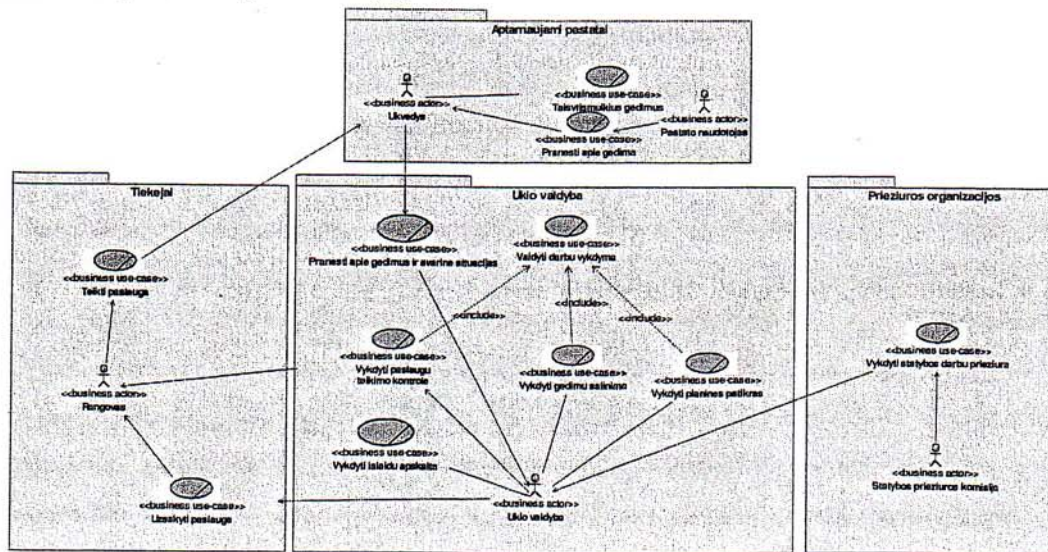 Aptarnaujami pastatai
<<business actor>>
Ukvedys
<<business use-case>>
Taisyti smulkius gedimus
<<business use-case>>
Pranesti apie gedima
<<business actor>>
Pastato naudotojas
Tiekejai
<<business use-case>>
Teikti paslauga
<<business actor>>
Rangovas
<<business use-case>>
Uzsakyti paslauga
Ukio valdyba
<<business use-case>>
Pranesti apie gedimus ir avarine situacijas
<<business use-case>>
Valdyti darbu vykdyma
<<include>>
<<include>>
<<include>>
<<business use-case>>
Vykdyti paslaugu
teikimo kontrole
<<business use-case>>
Vykdyti gedimu salinima
<<business use-case>>
Vykdyti planines patikras
<<business use-case>>
Vykdyti islaidu apskaita
<<business actor>>
Ukio valdyba
Prieziuros organizacijos
<<business use-case>>
Vykdyti statybos darbu prieziura
<<business actor>>
Statybos prieziuros komisija